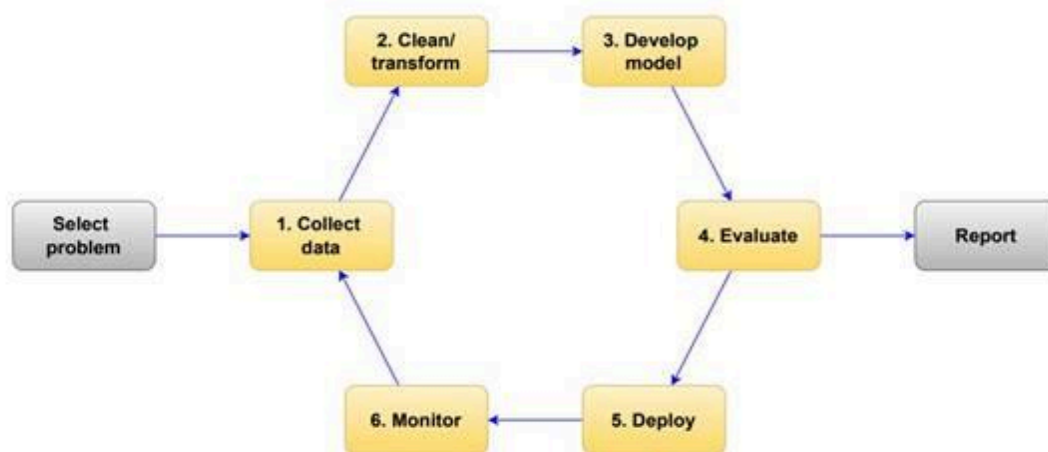 2. Clean/
transform
3. Develop
model
Select
problem
1. Collect
data
4. Evaluate
Report
6. Monitor
5. Deploy